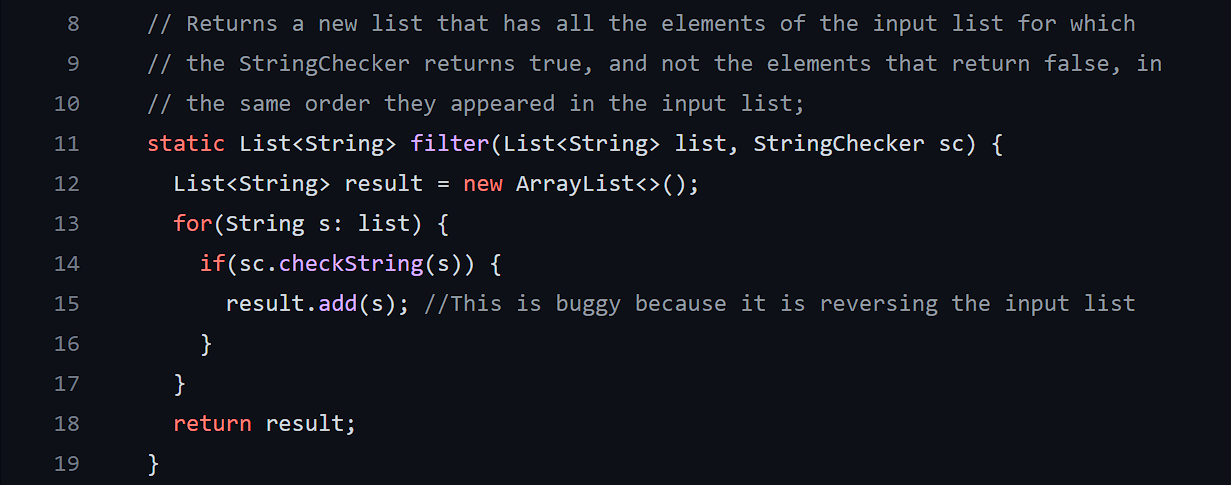 8 // Returns a new list that has all the elements of the input list for which
9 // the StringChecker returns true, and not the elements that return false, in
10 // the same order they appeared in the input list;
11 static List<String> filter(List<String> list, StringChecker sc) {
12 List<String> result = new ArrayList<>();
13 for(String s: list) {
14 if(sc.checkString(s)) {
15 result.add(s); //This is buggy because it is reversing the input list
16 }
17 }
18 return result;
19 }